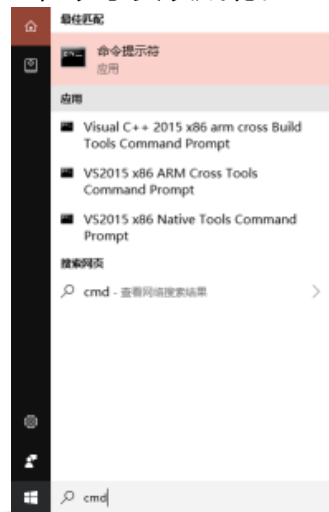 最佳匹配
命令提示符
应用
应用
Visual C++ 2015 x86 arm cross Build
Tools Command Prompt
VS2015 x86 ARM Cross Tools
Command Prompt
VS2015 x86 Native Tools Command
Prompt
搜索网页
cmd - 查看网络搜索结果
cmd